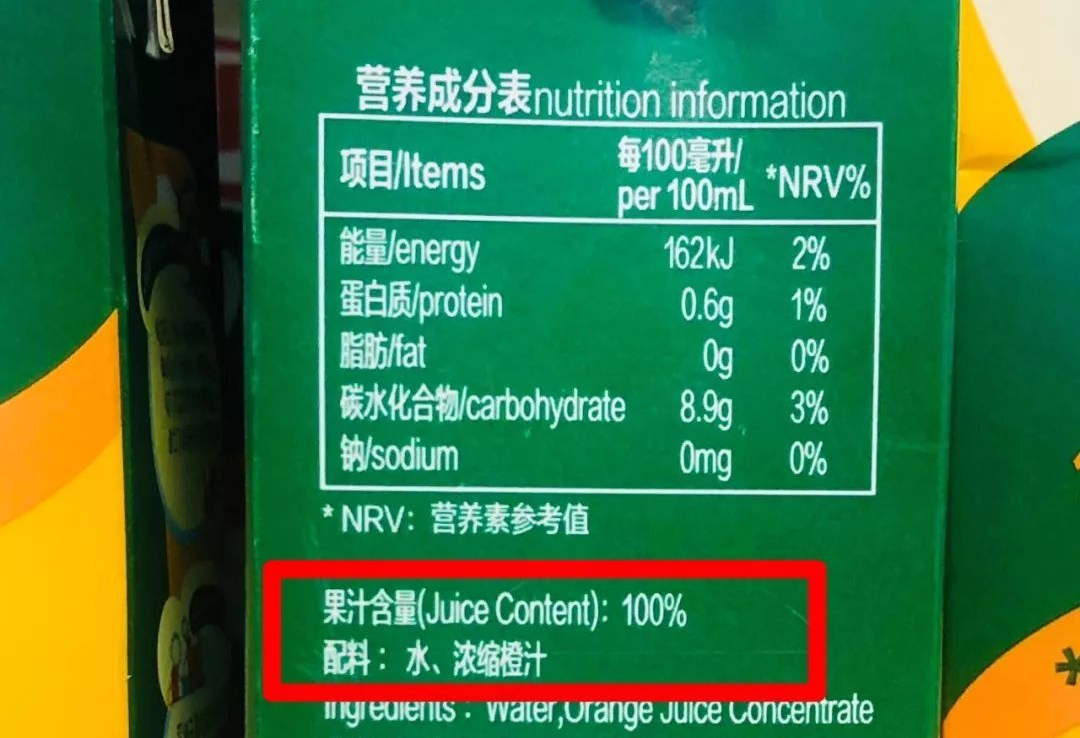 营养成分表nutrition information
项目/Items 每100毫升/per 100mL *NRV%
能量/energy 162kJ 2%
蛋白质/protein 0.6g 1%
脂肪/fat 0g 0%
碳水化合物/carbohydrate 8.9g 3%
钠/sodium 0mg 0%
* NRV：营养素参考值
果汁含量(Juice Content)：100%
配料：水、浓缩橙汁
Ingredients：Water,Orange Juice Concentrate